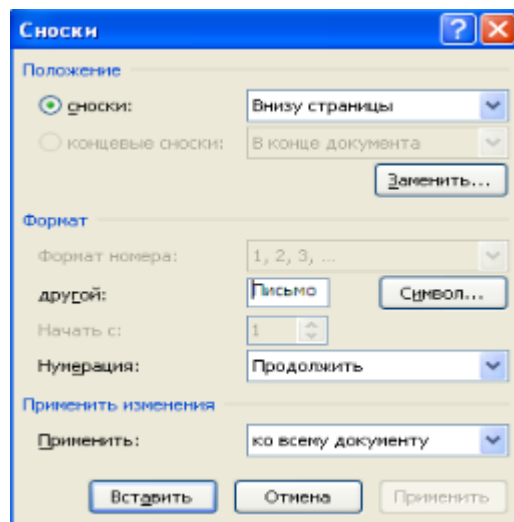 Сноски
Положение
сноски: Внизу страницы
концевые сноски: В конце документа
Заменить...
Формат
Формат номера: 1, 2, 3, ...
другой: Письмо Символ...
Начать с: 1
Нумерация: Продолжить
Применить изменения
Применить: ко всему документу
Вставить Отмена Применить